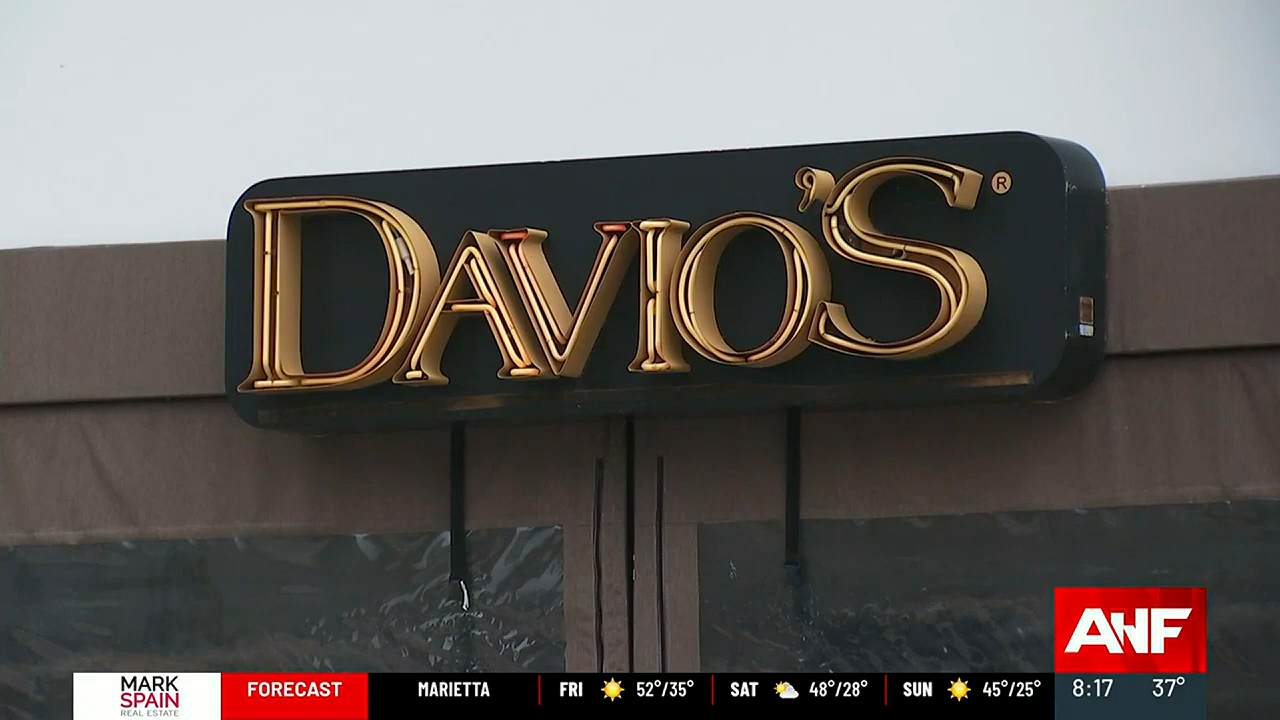 DAVIO'S®
MARK
SPAIN
REAL ESTATE
FORECAST
MARIETTA
FRI 52°/35°
SAT 48°/28°
SUN 45°/25°
ANF
8:17 37°